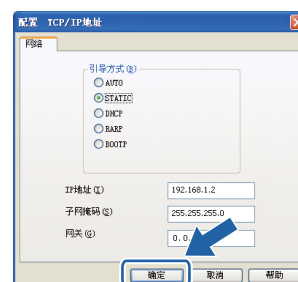 配置 TCP/IP地址
网络
引导方式(B)
AUTO
STATIC
DHCP
RARP
BOOTP
IP地址(I) 192.168.1.2
子网掩码(S) 255.255.255.0
网关(G) 0. 0.
确定 取消 帮助